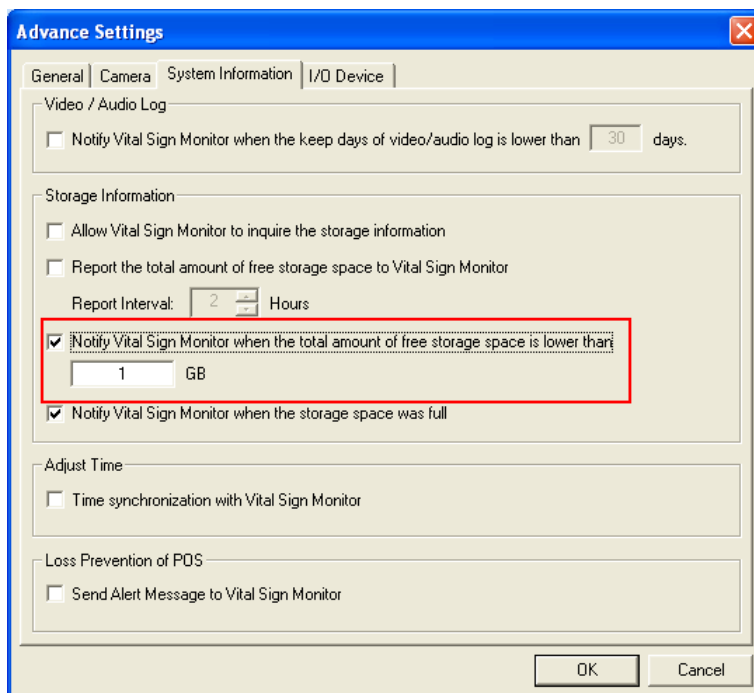 Advance Settings
General Camera System Information I/O Device
Video / Audio Log
Notify Vital Sign Monitor when the keep days of video/audio log is lower than 30 days.
Storage Information
Allow Vital Sign Monitor to inquire the storage information
Report the total amount of free storage space to Vital Sign Monitor
Report Interval: 2 Hours
Notify Vital Sign Monitor when the total amount of free storage space is lower than
1 GB
Notify Vital Sign Monitor when the storage space was full
Adjust Time
Time synchronization with Vital Sign Monitor
Loss Prevention of POS
Send Alert Message to Vital Sign Monitor
OK Cancel